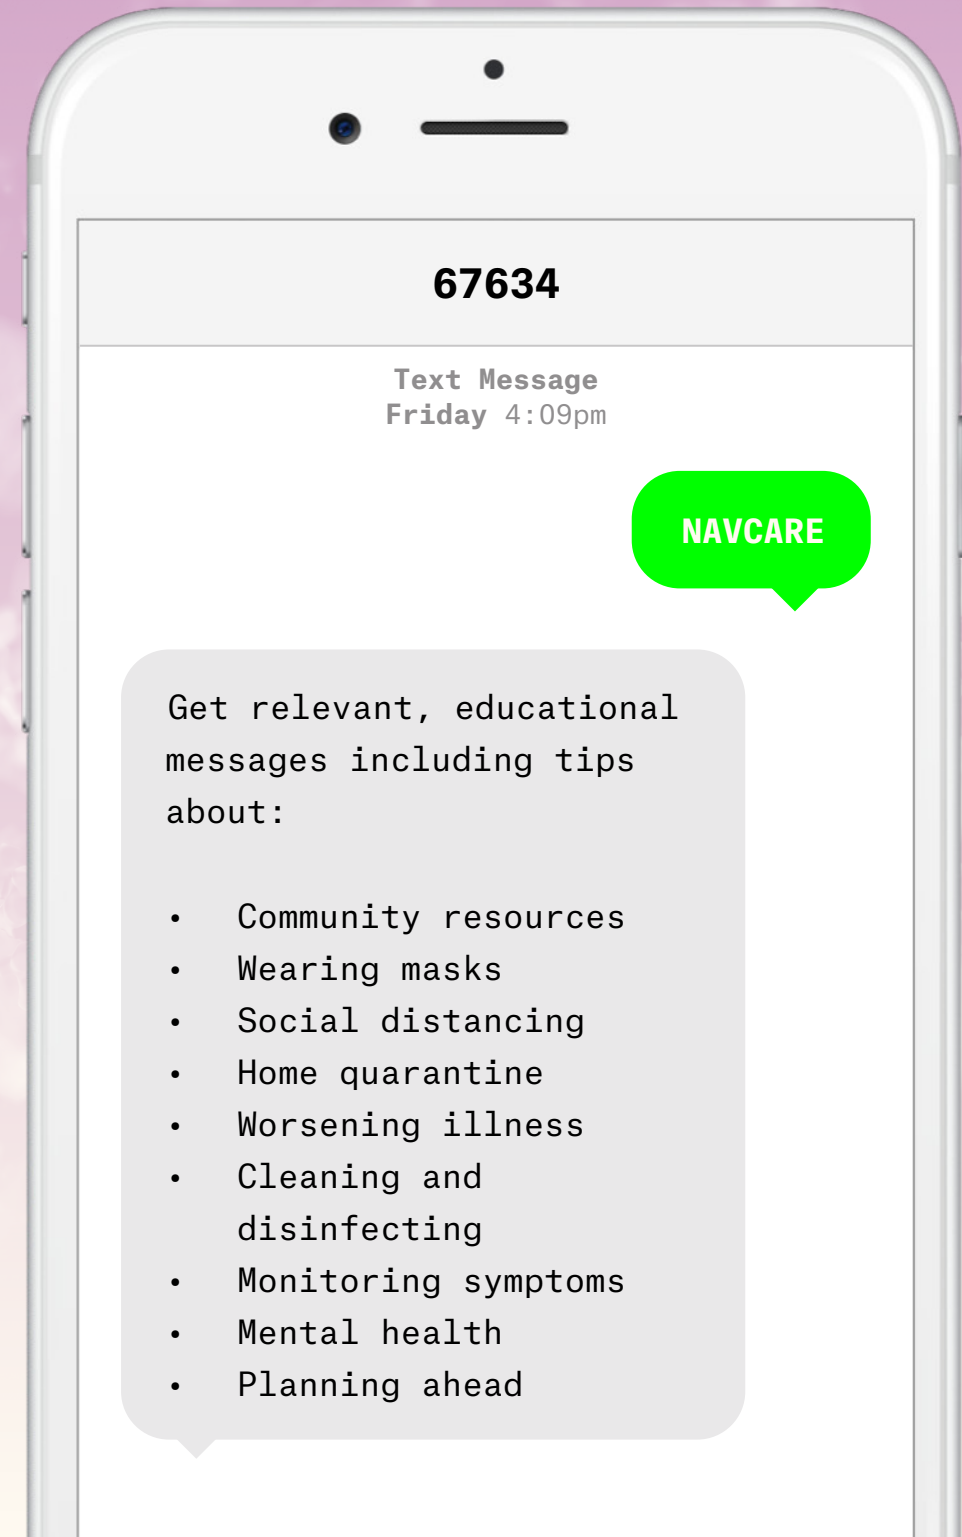 67634
Text Message
Friday 4:09pm
NAVCARE
Get relevant, educational
messages including tips
about:
• Community resources
• Wearing masks
• Social distancing
• Home quarantine
• Worsening illness
• Cleaning and
disinfecting
• Monitoring symptoms
• Mental health
• Planning ahead